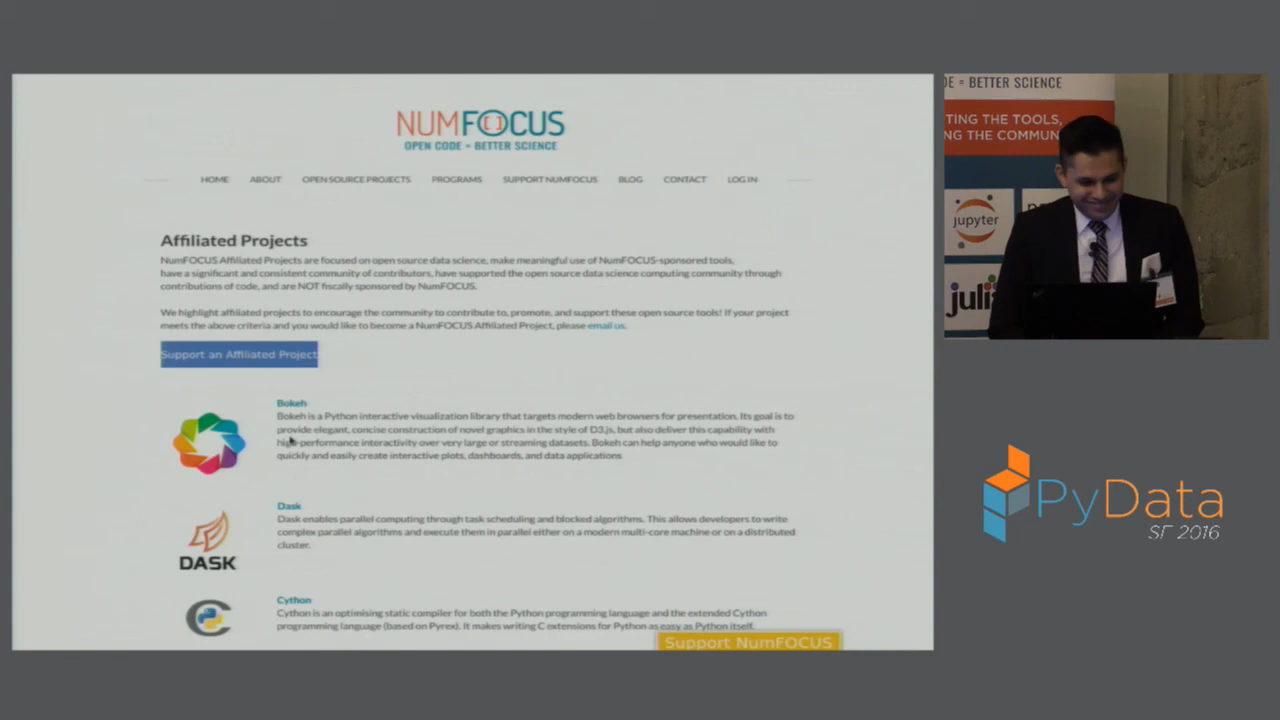 NUMFOCUS
OPEN CODE = BETTER SCIENCE
HOME ABOUT OPEN SOURCE PROJECTS PROGRAMS SUPPORT NUMFOCUS BLOG CONTACT LOG IN
Affiliated Projects
NumFOCUS Affiliated Projects are focused on open source data science, make meaningful use of NumFOCUS-sponsored tools,
have a significant and consistent community of contributors, have supported the open source data science computing community through
contributions of code, and are NOT fiscally sponsored by NumFOCUS.
We highlight affiliated projects to encourage the community to contribute to, promote, and support these open source tools! If your project
meets the above criteria and you would like to become a NumFOCUS Affiliated Project, please email us.
Support an Affiliated Project
Bokeh
Bokeh is a Python interactive visualization library that targets modern web browsers for presentation. Its goal is to
provide elegant, concise construction of novel graphics in the style of D3.js, but also deliver this capability with
high-performance interactivity over very large or streaming datasets. Bokeh can help anyone who would like to
quickly and easily create interactive plots, dashboards, and data applications
DASK
Dask
Dask enables parallel computing through task scheduling and blocked algorithms. This allows developers to write
complex parallel algorithms and execute them in parallel either on a modern multi-core machine or on a distributed
cluster.
Cython
Cython is an optimising static compiler for both the Python programming language and the extended Cython
programming language (based on Pyrex). It makes writing C extensions for Python as easy as Python itself.
Support NumFOCUS
DE = BETTER SCIENCE
TING THE TOOLS,
NG THE COMMUN
jupyter
juli
PyData
SF 2016